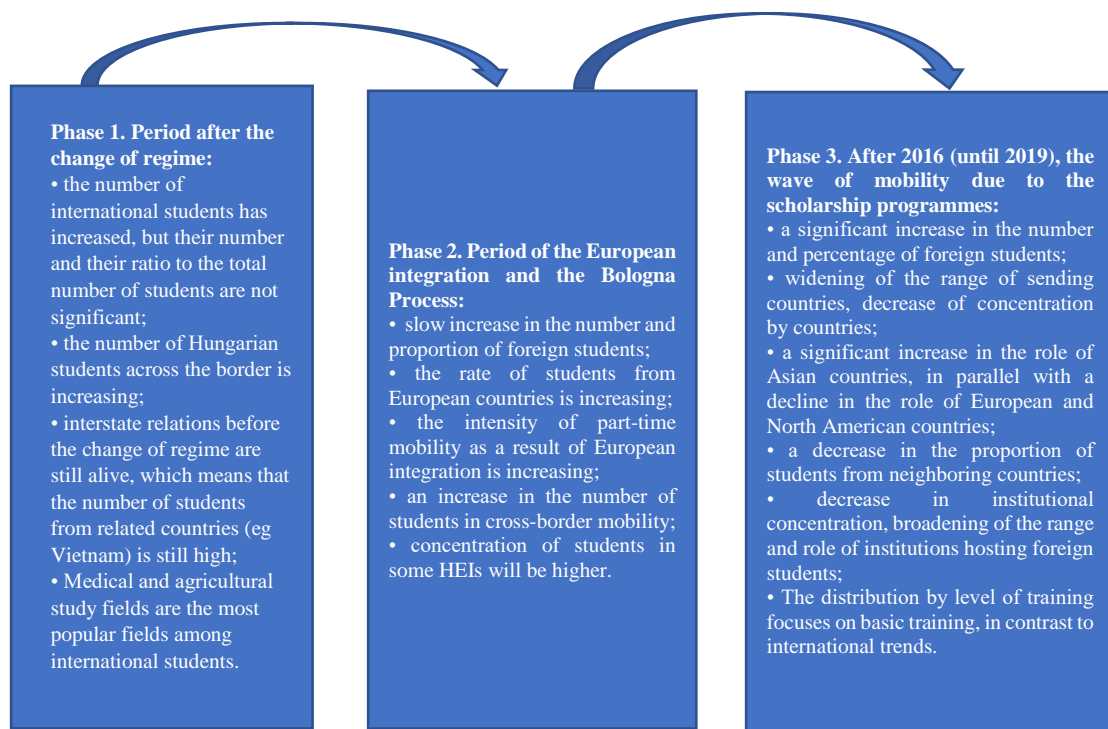 Phase 1. Period after the
change of regime:
• the number of
international students has
increased, but their number
and their ratio to the total
number of students are not
significant;
• the number of Hungarian
students across the border is
increasing;
• interstate relations before
the change of regime are
still alive, which means that
the number of students
from related countries (eg
Vietnam) is still high;
• Medical and agricultural
study fields are the most
popular fields among
international students.
Phase 2. Period of the European
integration and the Bologna
Process:
• slow increase in the number and
proportion of foreign students;
• the rate of students from
European countries is increasing;
• the intensity of part-time
mobility as a result of European
integration is increasing;
• an increase in the number of
students in cross-border mobility;
• concentration of students in
some HEIs will be higher.
Phase 3. After 2016 (until 2019), the
wave of mobility due to the
scholarship programmes:
• a significant increase in the number
and percentage of foreign students;
• widening of the range of sending
countries, decrease of concentration
by countries;
• a significant increase in the role of
Asian countries, in parallel with a
decline in the role of European and
North American countries;
• a decrease in the proportion of
students from neighboring countries;
• decrease in institutional
concentration, broadening of the range
and role of institutions hosting foreign
students;
• The distribution by level of training
focuses on basic training, in contrast to
international trends.